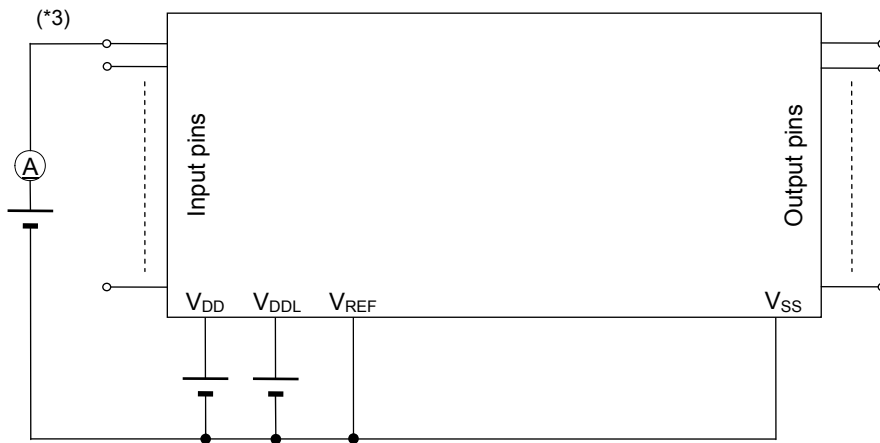 (*3)
A
Input pins
Output pins
VDD VDDL VREF VSS